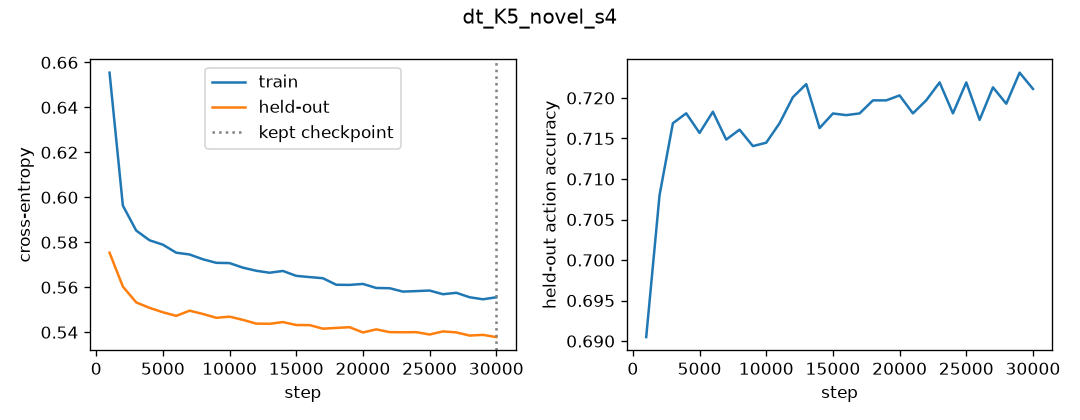 dt_K5_novel_s4
cross-entropy
0.66
0.64
0.62
0.60
0.58
0.56
0.54
train
held-out
kept checkpoint
0 5000 10000 15000 20000 25000 30000
step
held-out action accuracy
0.720
0.715
0.710
0.705
0.700
0.695
0.690
0 5000 10000 15000 20000 25000 30000
step